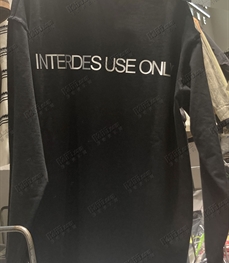 INTERDES USE ONL